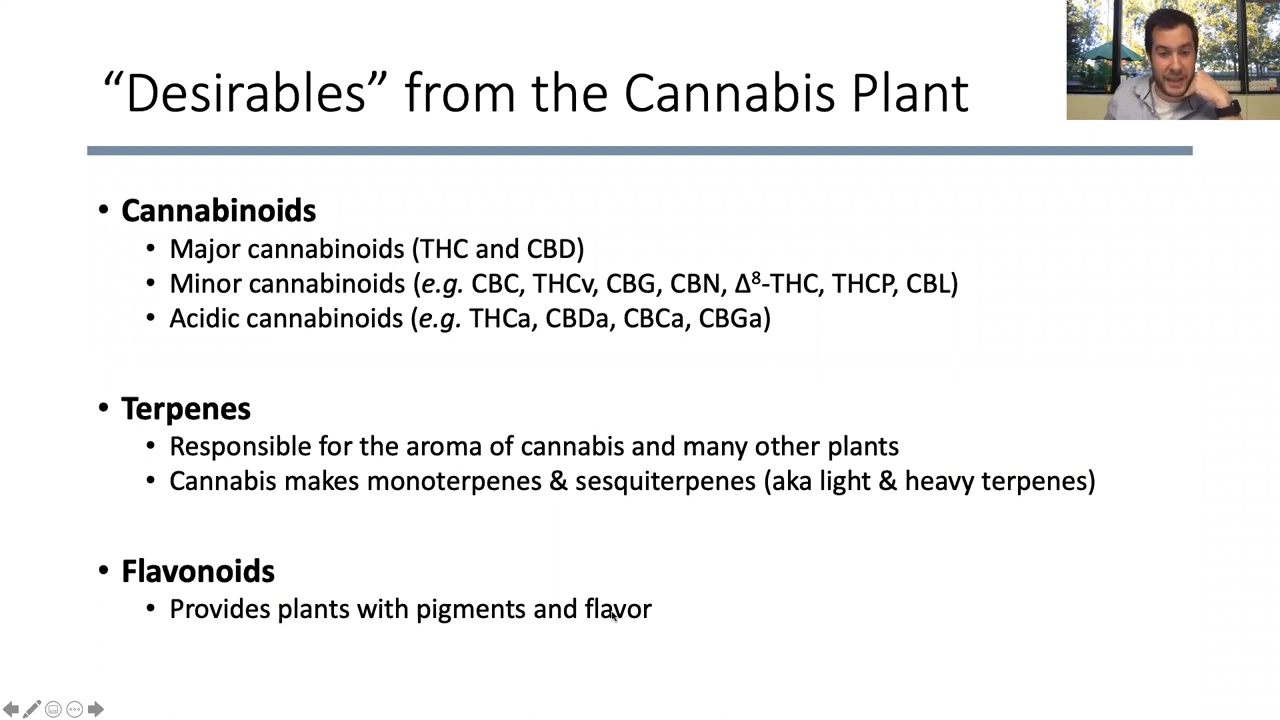 “Desirables” from the Cannabis Plant
• Cannabinoids
• Major cannabinoids (THC and CBD)
• Minor cannabinoids (e.g. CBC, THCv, CBG, CBN, Δ⁸-THC, THCP, CBL)
• Acidic cannabinoids (e.g. THCa, CBDa, CBCa, CBGa)
• Terpenes
• Responsible for the aroma of cannabis and many other plants
• Cannabis makes monoterpenes & sesquiterpenes (aka light & heavy terpenes)
• Flavonoids
• Provides plants with pigments and flavor